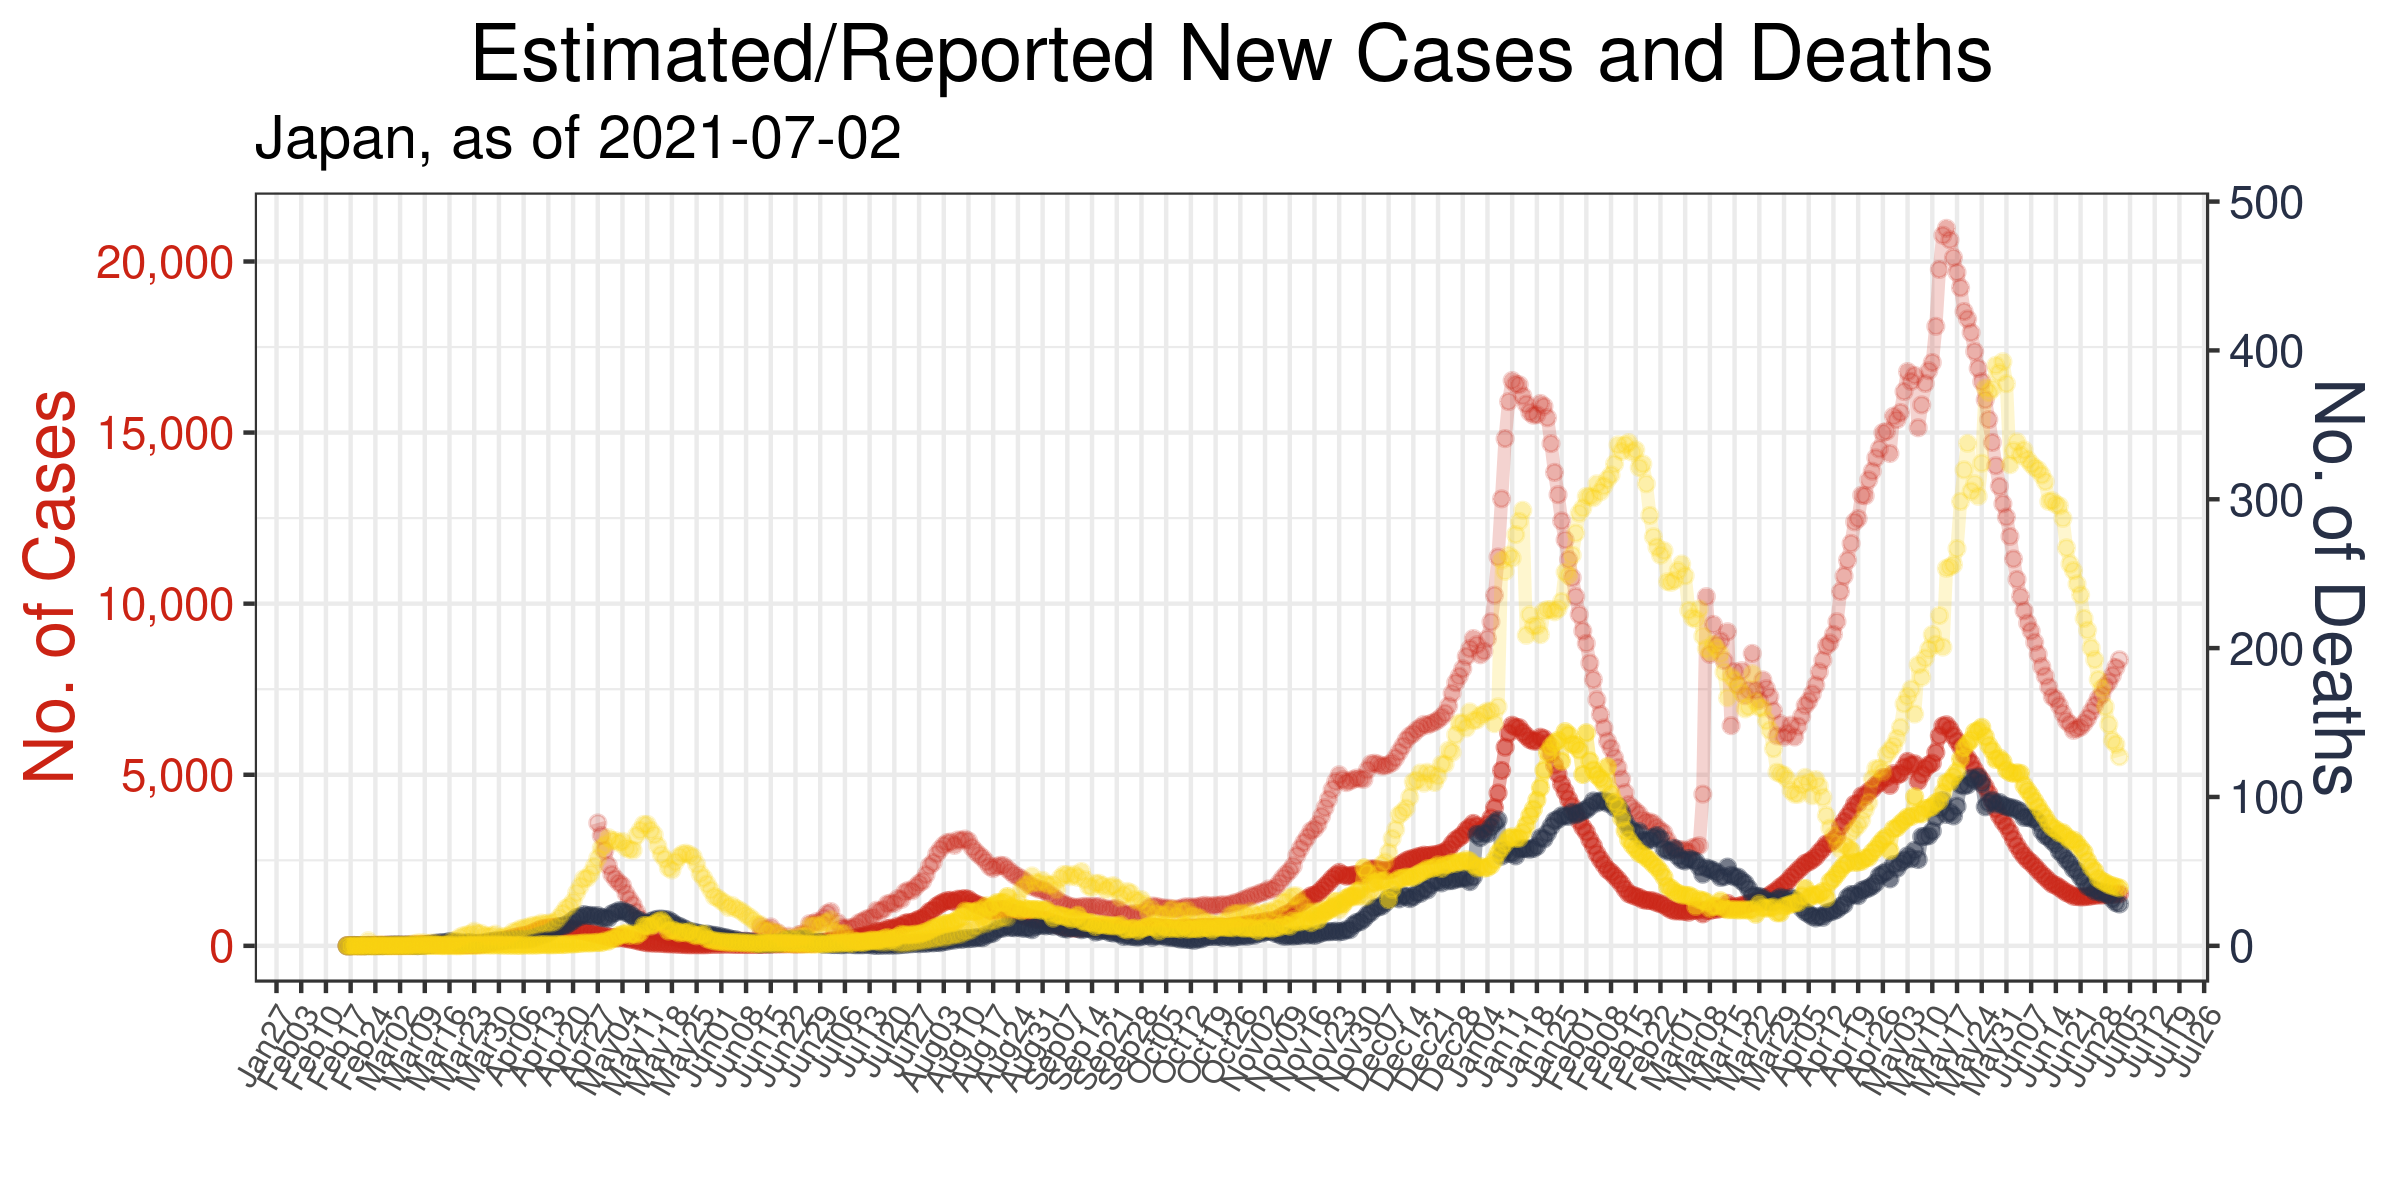 Estimated/Reported New Cases and Deaths
Japan, as of 2021-07-02
No. of Cases
20,000
15,000
10,000
5,000
0
500
400
300
200
100
0
No. of Deaths
Jan27
Feb03
Feb10
Feb17
Feb24
Mar02
Mar09
Mar16
Mar23
Mar30
Apr06
Apr13
Apr20
Apr27
May04
May11
May18
May25
Jun01
Jun08
Jun15
Jun22
Jun29
Jul06
Jul13
Jul20
Jul27
Aug03
Aug10
Aug17
Aug24
Aug31
Sep07
Sep14
Sep21
Sep28
Oct05
Oct12
Oct19
Oct26
Nov02
Nov09
Nov16
Nov23
Nov30
Dec07
Dec14
Dec21
Dec28
Jan04
Jan11
Jan18
Jan25
Feb01
Feb08
Feb15
Feb22
Mar01
Mar08
Mar15
Mar22
Mar29
Apr05
Apr12
Apr19
Apr26
May03
May10
May17
May24
May31
Jun07
Jun14
Jun21
Jun28
Jul05
Jul12
Jul19
Jul26